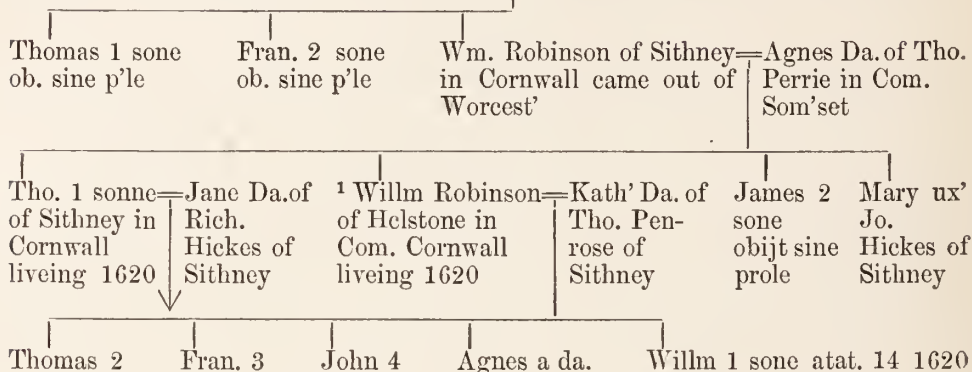 Thomas 1 sone
ob. sine p'le
Fran. 2 sone
ob. sine p'le
Wm. Robinson of Sithney
in Cornwall came out of
Worcest'
Agnes Da. of Tho.
Perrie in Com.
Som'set
Tho. 1 sonne
of Sithney in
Cornwall
liveing 1620
Jane Da. of
Rich.
Hickes of
Sithney
1 Willm Robinson
of Helstone in
Com. Cornwall
liveing 1620
Kath' Da. of
Tho. Pen-
rose of
Sithney
James 2
sone
obijt sine
prole
Mary ux'
Jo.
Hickes of
Sithney
Thomas 2
Fran. 3
John 4
Agnes a da.
Willm 1 sone atat. 14 1620